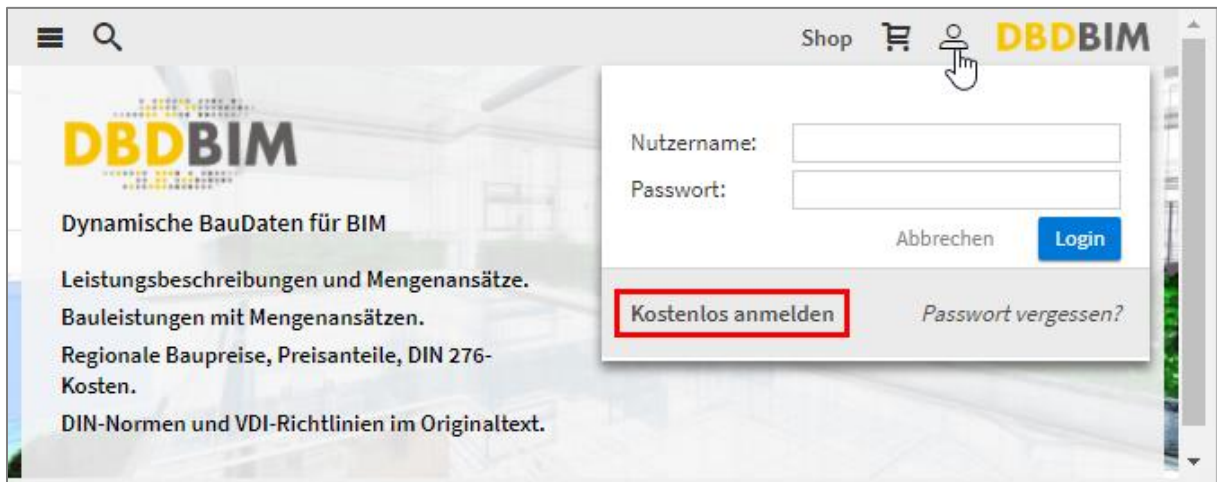 Shop DBDBIM
DBDBIM
Dynamische BauDaten für BIM
Leistungsbeschreibungen und Mengenansätze.
Bauleistungen mit Mengenansätzen.
Regionale Baupreise, Preisanteile, DIN 276-
Kosten.
DIN-Normen und VDI-Richtlinien im Originaltext.
Nutzername:
Passwort:
Abbrechen Login
Kostenlos anmelden Passwort vergessen?